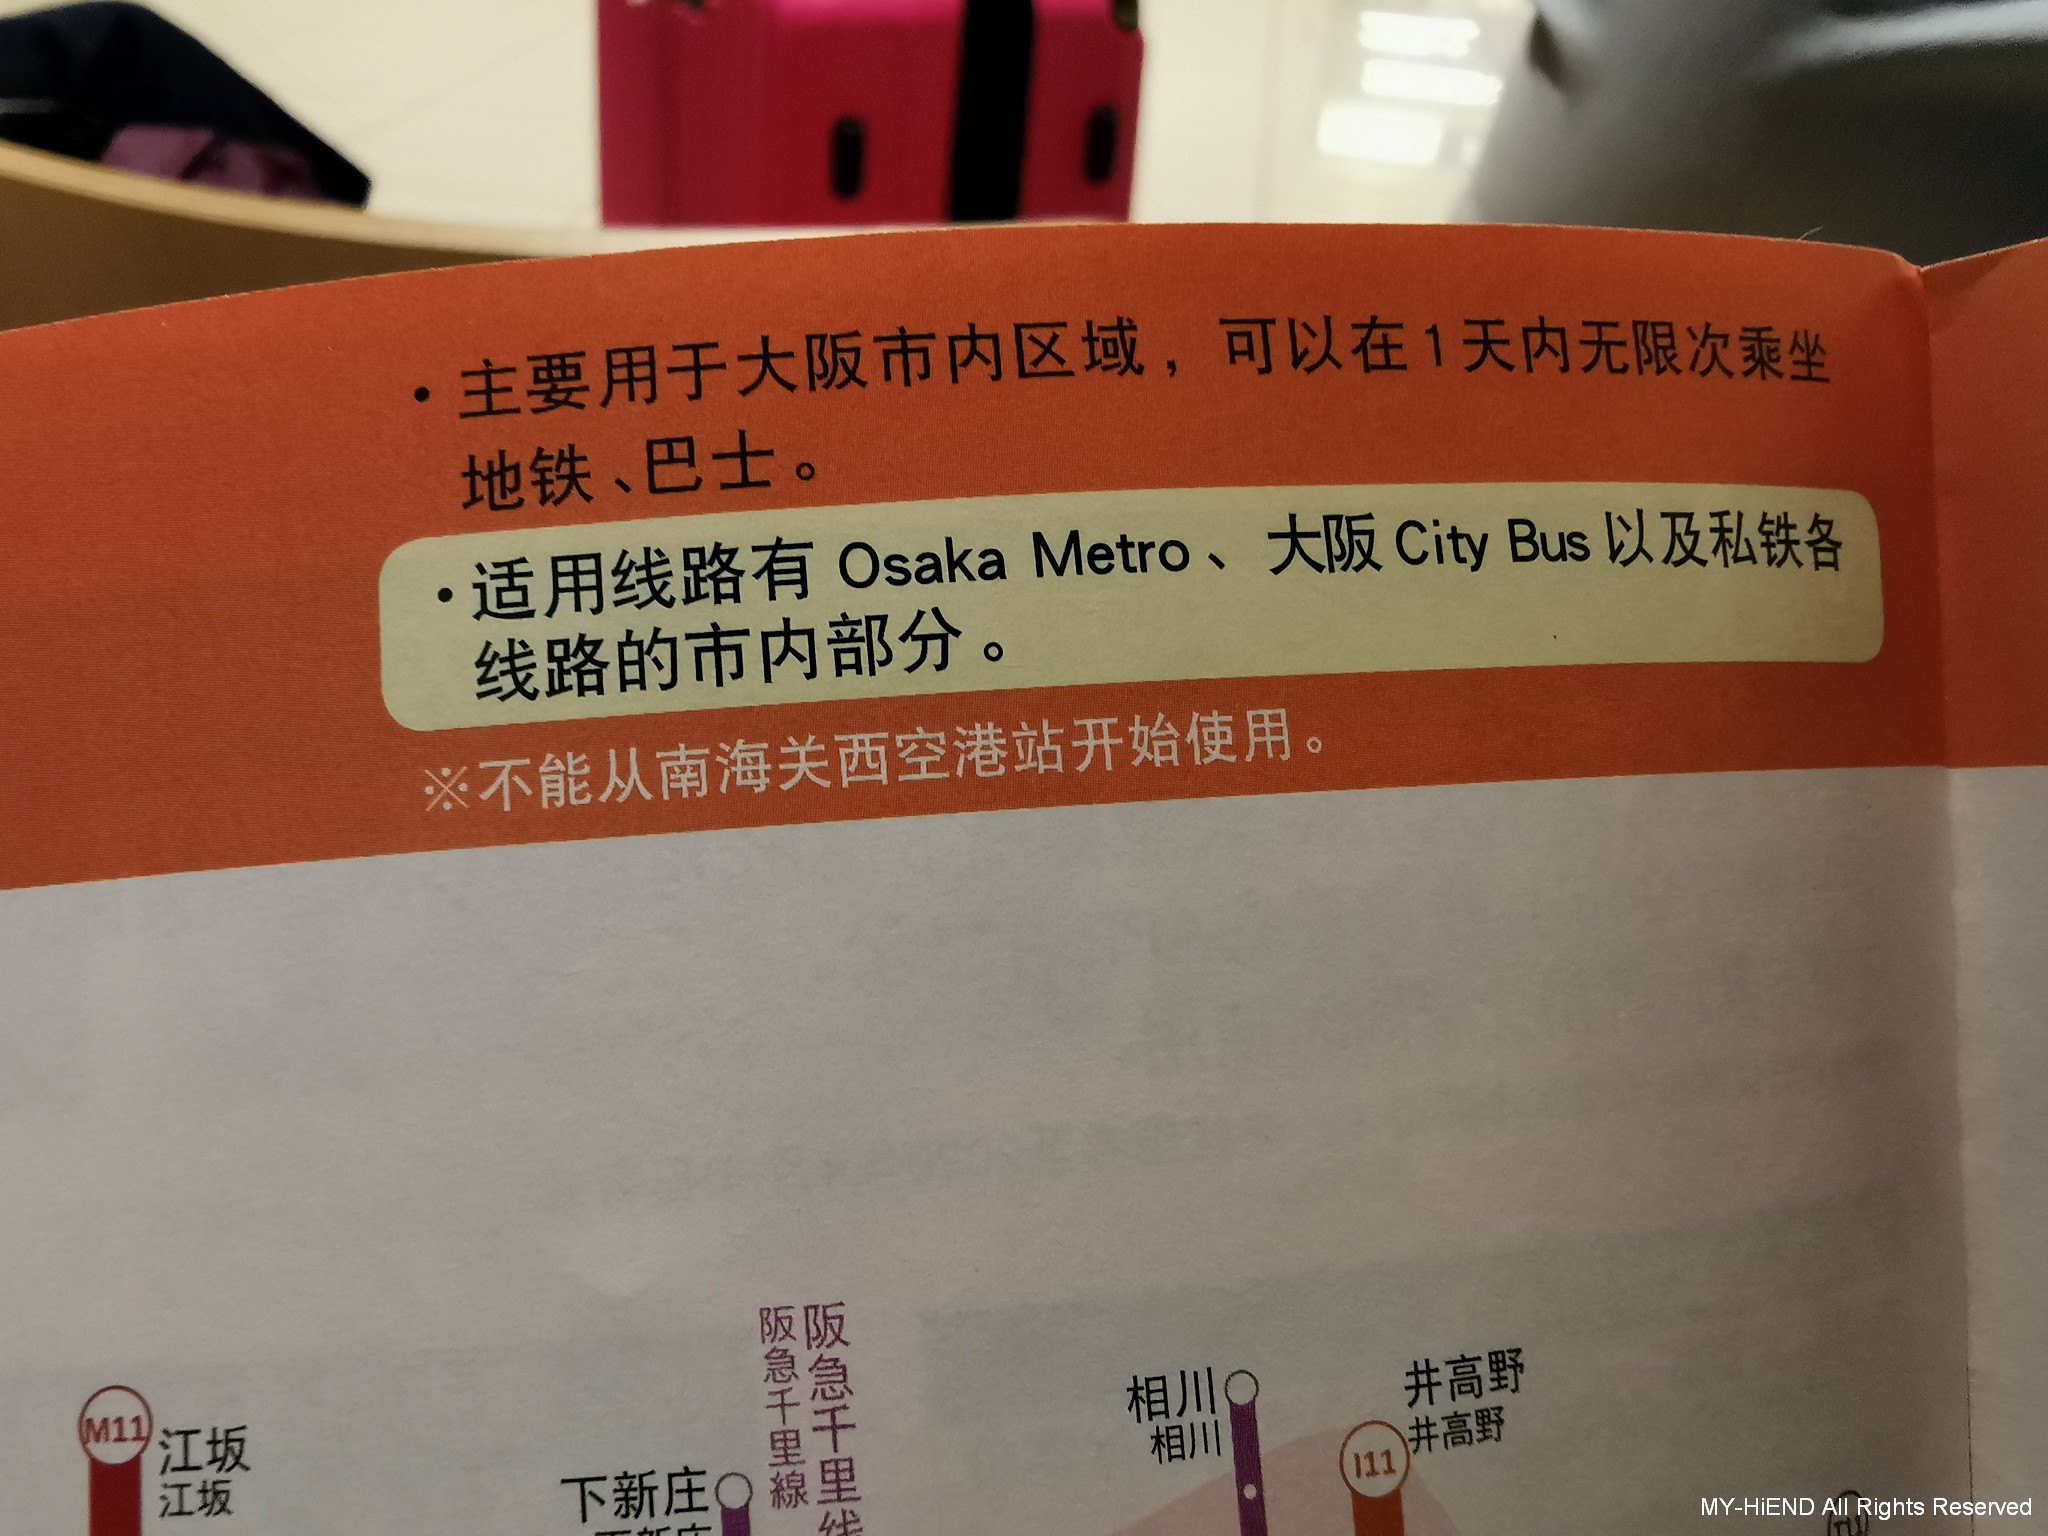 ・主要用于大阪市内区域，可以在1天内无限次乘坐
地铁、巴士。
・适用线路有 Osaka Metro、大阪 City Bus 以及私铁各
线路的市内部分。
※不能从南海关西空港站开始使用。
阪急千里线
阪急千里線
相川
相川
井高野
井高野
I11
M11
江坂
江坂
下新庄
下新庄
MY-HiEND All Rights Reserved